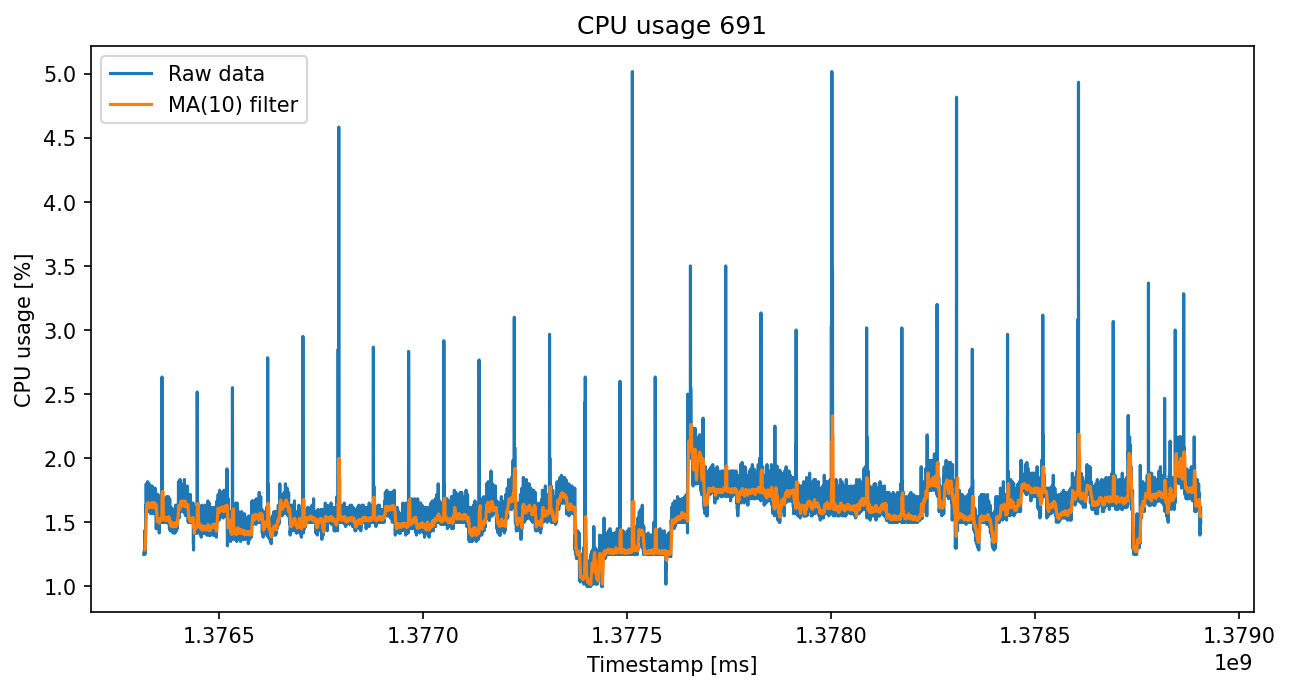 CPU usage 691
Raw data
MA(10) filter
CPU usage [%]
5.0
4.5
4.0
3.5
3.0
2.5
2.0
1.5
1.0
1.3765 1.3770 1.3775 1.3780 1.3785 1.3790
1e9
Timestamp [ms]